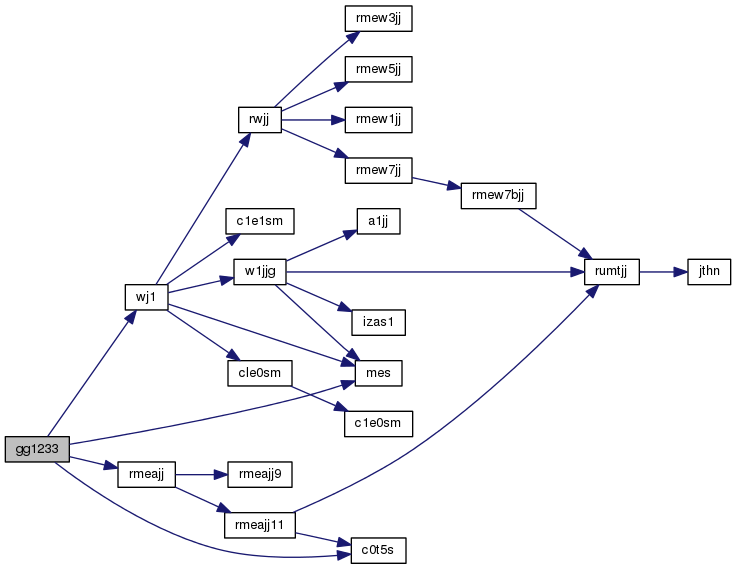 rmew3jj
rmew5jj
rwjj
rmew1jj
rmew7jj
rmew7bjj
c1e1sm
a1jj
w1jjg
rumtjj
jthn
wj1
izas1
cle0sm
mes
c1e0sm
gg1233
rmeajj
rmeajj9
rmeajj11
c0t5s